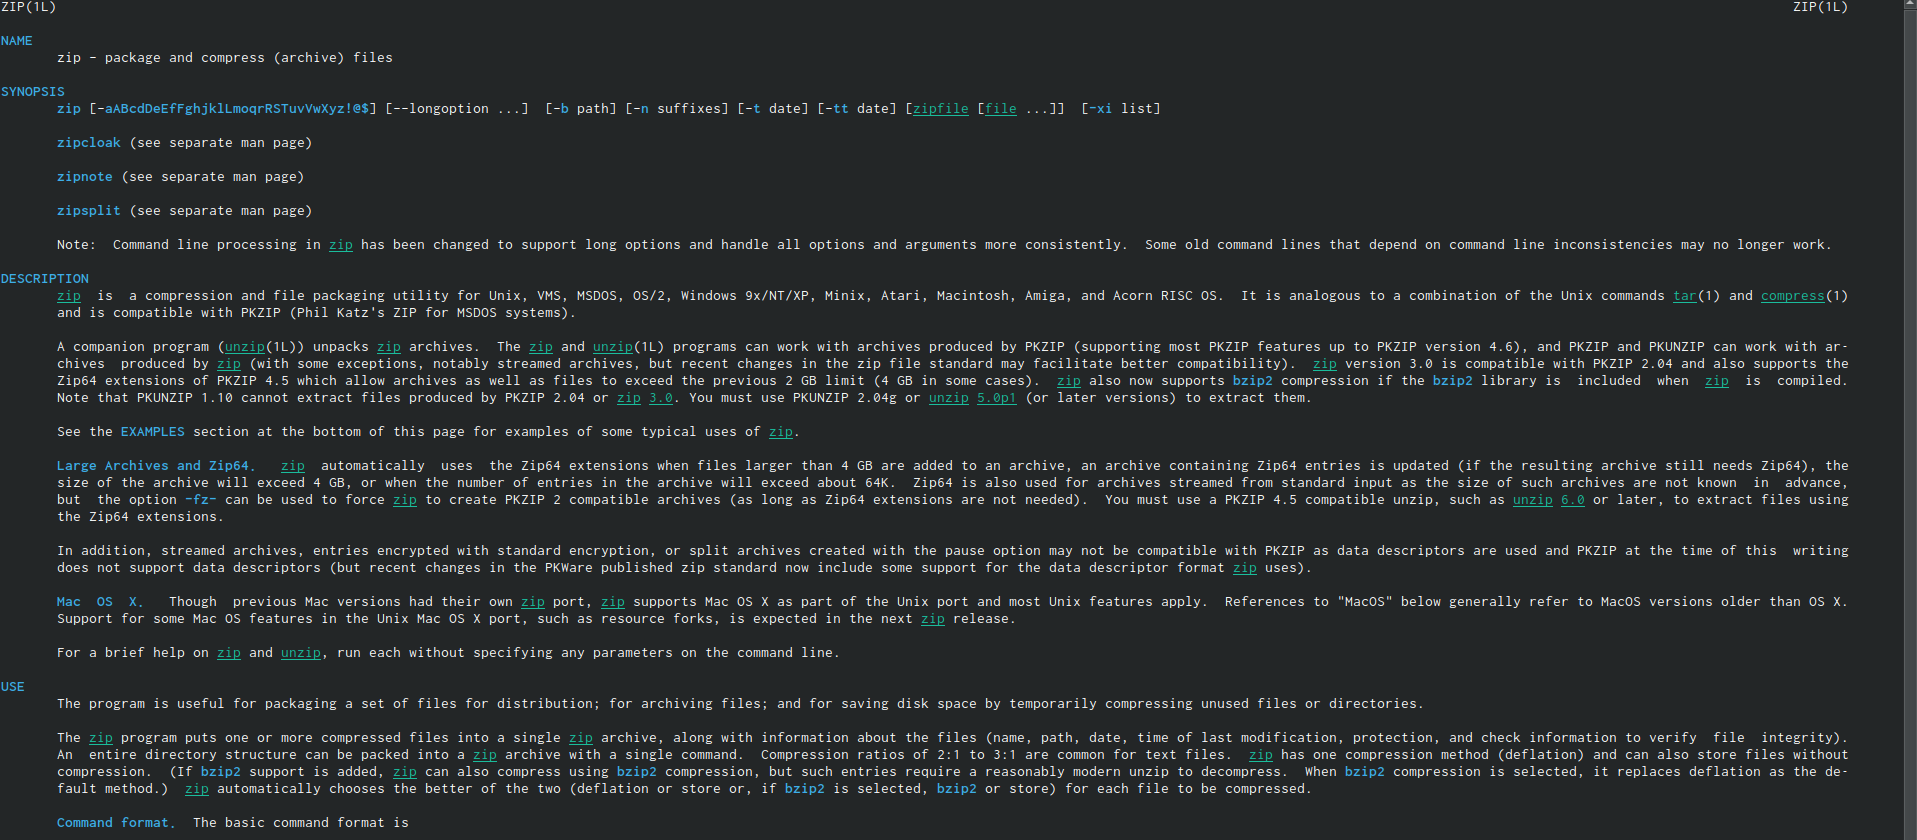 ZIP(1L) ZIP(1L)
NAME
zip - package and compress (archive) files
SYNOPSIS
zip [-aABcdDeEfFghjklLmoqrRSTuvVwXyz!@$] [--longoption ...]  [-b path] [-n suffixes] [-t date] [-tt date] [zipfile [file ...]]  [-xi list]
zipcloak (see separate man page)
zipnote (see separate man page)
zipsplit (see separate man page)
Note:  Command line processing in zip has been changed to support long options and handle all options and arguments more consistently.  Some old command lines that depend on command line inconsistencies may no longer work.
DESCRIPTION
zip  is  a compression and file packaging utility for Unix, VMS, MSDOS, OS/2, Windows 9x/NT/XP, Minix, Atari, Macintosh, Amiga, and Acorn RISC OS.  It is analogous to a combination of the Unix commands tar(1) and compress(1)
and is compatible with PKZIP (Phil Katz's ZIP for MSDOS systems).
A companion program (unzip(1L)) unpacks zip archives.  The zip and unzip(1L) programs can work with archives produced by PKZIP (supporting most PKZIP features up to PKZIP version 4.6), and PKZIP and PKUNZIP can work with ar-
chives  produced by zip (with some exceptions, notably streamed archives, but recent changes in the zip file standard may facilitate better compatibility).  zip version 3.0 is compatible with PKZIP 2.04 and also supports the
Zip64 extensions of PKZIP 4.5 which allow archives as well as files to exceed the previous 2 GB limit (4 GB in some cases).  zip also now supports bzip2 compression if the bzip2 library is  included  when  zip  is  compiled.
Note that PKUNZIP 1.10 cannot extract files produced by PKZIP 2.04 or zip 3.0. You must use PKUNZIP 2.04g or unzip 5.0p1 (or later versions) to extract them.
See the EXAMPLES section at the bottom of this page for examples of some typical uses of zip.
Large Archives and Zip64.   zip  automatically  uses  the Zip64 extensions when files larger than 4 GB are added to an archive, an archive containing Zip64 entries is updated (if the resulting archive still needs Zip64), the
size of the archive will exceed 4 GB, or when the number of entries in the archive will exceed about 64K.  Zip64 is also used for archives streamed from standard input as the size of such archives are not known  in  advance,
but  the option -fz- can be used to force zip to create PKZIP 2 compatible archives (as long as Zip64 extensions are not needed).  You must use a PKZIP 4.5 compatible unzip, such as unzip 6.0 or later, to extract files using
the Zip64 extensions.
In addition, streamed archives, entries encrypted with standard encryption, or split archives created with the pause option may not be compatible with PKZIP as data descriptors are used and PKZIP at the time of this  writing
does not support data descriptors (but recent changes in the PKWare published zip standard now include some support for the data descriptor format zip uses).
Mac  OS  X.   Though  previous Mac versions had their own zip port, zip supports Mac OS X as part of the Unix port and most Unix features apply.  References to "MacOS" below generally refer to MacOS versions older than OS X.
Support for some Mac OS features in the Unix Mac OS X port, such as resource forks, is expected in the next zip release.
For a brief help on zip and unzip, run each without specifying any parameters on the command line.
USE
The program is useful for packaging a set of files for distribution; for archiving files; and for saving disk space by temporarily compressing unused files or directories.
The zip program puts one or more compressed files into a single zip archive, along with information about the files (name, path, date, time of last modification, protection, and check information to verify  file  integrity).
An  entire directory structure can be packed into a zip archive with a single command.  Compression ratios of 2:1 to 3:1 are common for text files.  zip has one compression method (deflation) and can also store files without
compression.  (If bzip2 support is added, zip can also compress using bzip2 compression, but such entries require a reasonably modern unzip to decompress.  When bzip2 compression is selected, it replaces deflation as the de-
fault method.)  zip automatically chooses the better of the two (deflation or store or, if bzip2 is selected, bzip2 or store) for each file to be compressed.
Command format.  The basic command format is